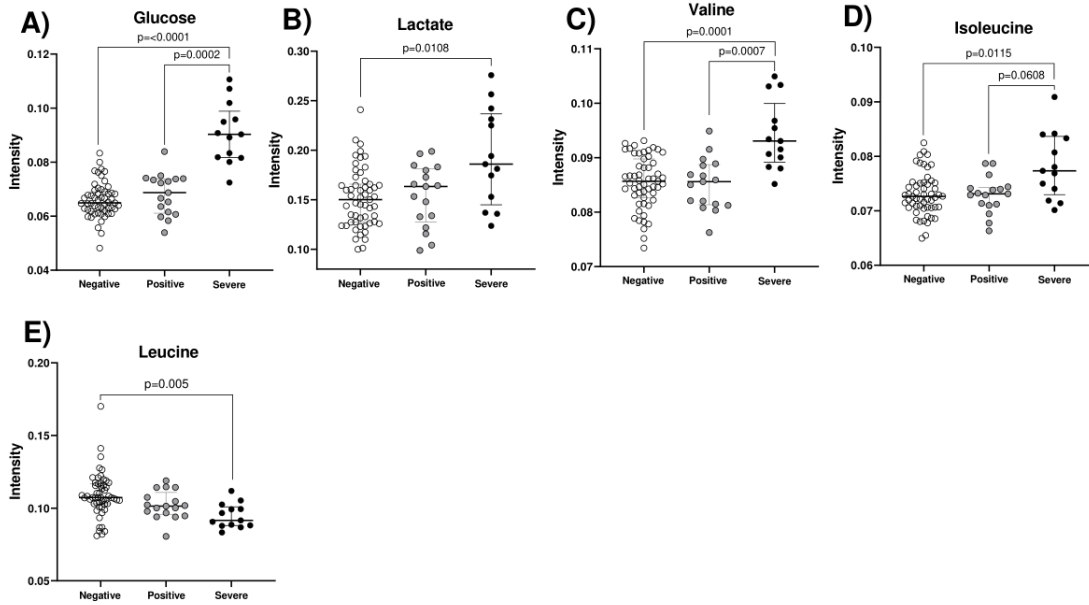 A)
Glucose
p=<0.0001
p=0.0002
Intensity
0.12
0.10
0.08
0.06
0.04
Negative Positive Severe
B)
Lactate
p=0.0108
Intensity
0.30
0.25
0.20
0.15
0.10
Negative Positive Severe
C)
Valine
p=0.0001
p=0.0007
Intensity
0.11
0.10
0.09
0.08
0.07
Negative Positive Severe
D)
Isoleucine
p=0.0115
p=0.0608
Intensity
0.10
0.09
0.08
0.07
0.06
Negative Positive Severe
E)
Leucine
p=0.005
Intensity
0.20
0.15
0.10
0.05
Negative Positive Severe